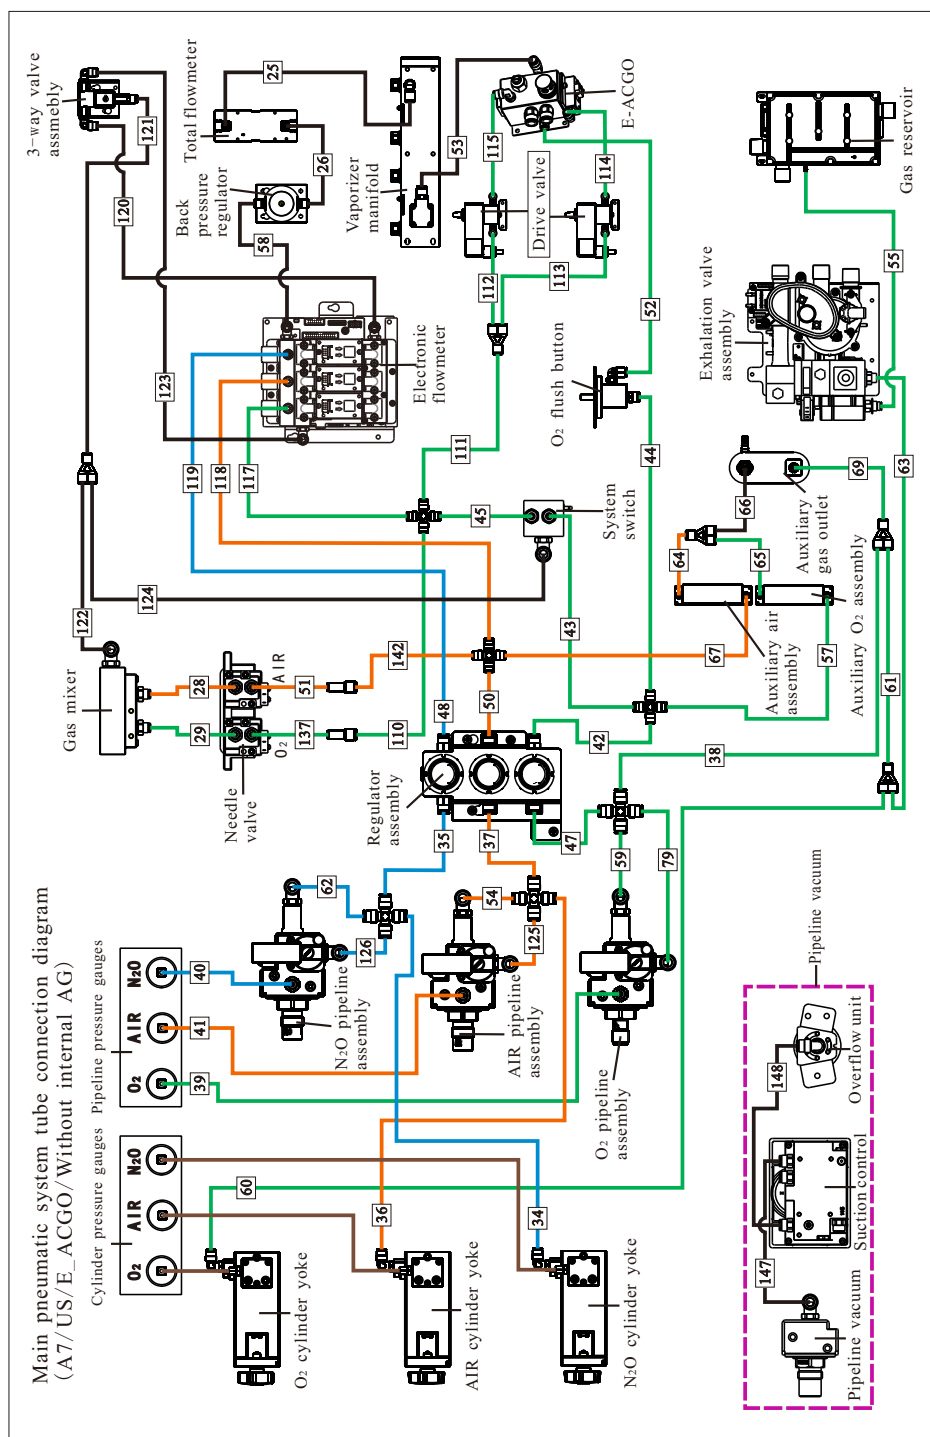 Main pneumatic system tube connection diagram
(A7/US/E_ACGO/Without internal AG)
Cylinder pressure gauges
O2
AIR
N2O
Pipeline pressure gauges
O2
AIR
N2O
39
41
40
60
36
34
O2 cylinder yoke
AIR cylinder yoke
N2O cylinder yoke
N2O pipeline
assembly
AIR pipeline
assembly
O2 pipeline
assembly
62
126
54
125
59
79
35
37
47
38
Regulator
assembly
48
50
42
Gas mixer
28
29
Needle
valve
AIR
O2
51
137
142
110
122
124
119
118
117
45
43
44
111
System
switch
67
57
61
64
65
66
69
63
Auxiliary air
assembly
Auxiliary O2 assembly
Auxiliary
gas outlet
3-way valve
assmebly
121
120
123
Total flowmeter
25
26
Back
pressure
regulator
58
Electronic
flowmeter
Vaporizer
manifold
53
E-ACGO
115
114
Drive valve
112
113
52
O2 flush button
Exhalation valve
assembly
55
Gas reservoir
Pipeline vacuum
147
148
Pipeline vacuum
Suction control
Overflow unit